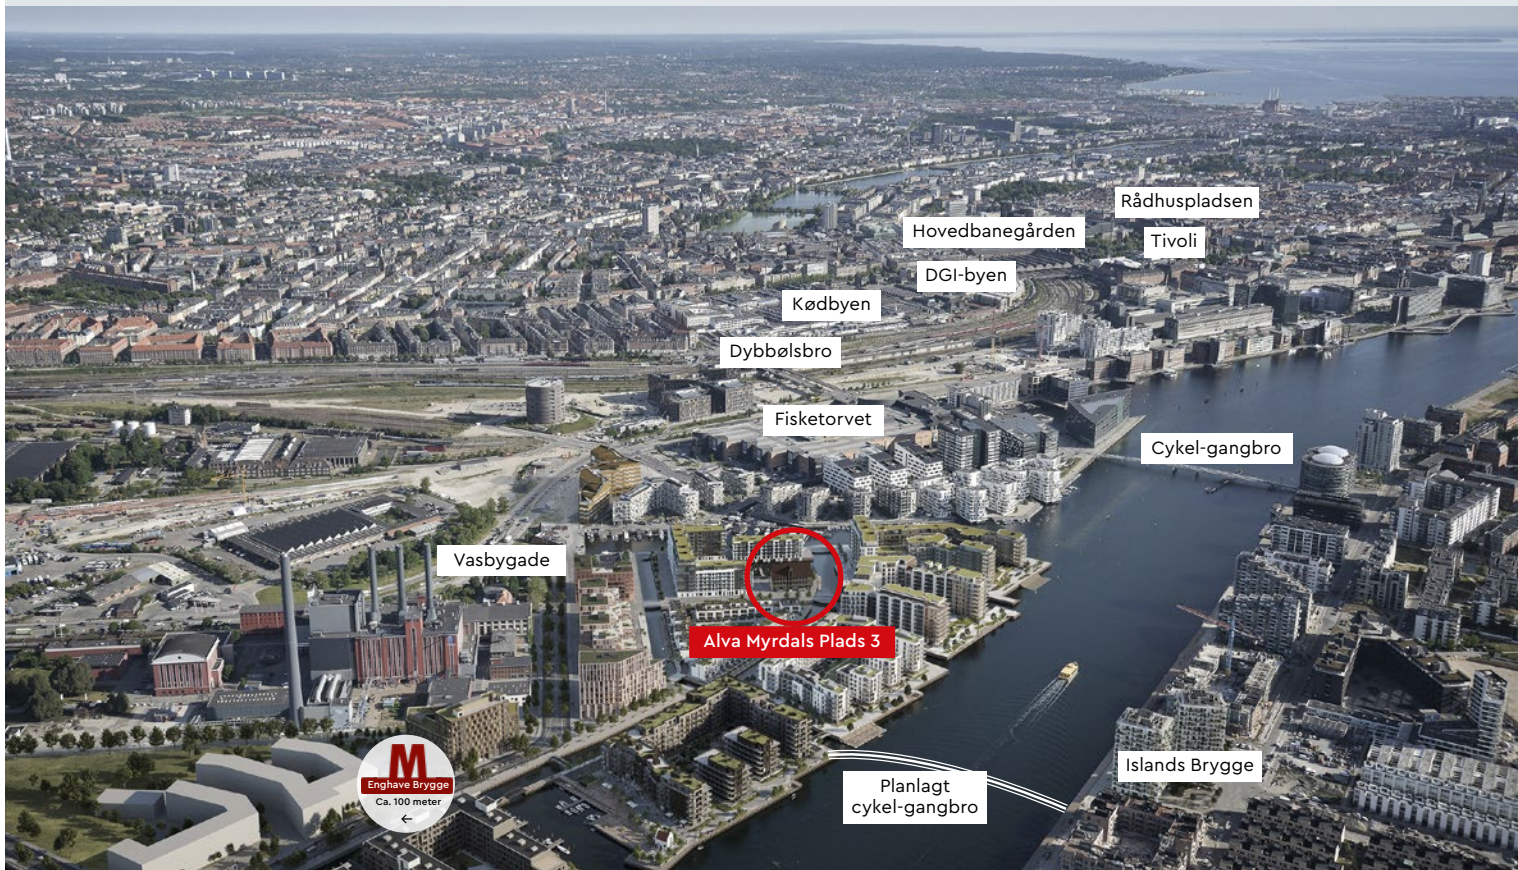 Rådhuspladsen
Hovedbanegården
Tivoli
DGI-byen
Kødbyen
Dybbølsbro
Fisketorvet
Cykel-gangbro
Vasbygade
Alva Myrdals Plads 3
M
Enghave Brygge
Ca. 100 meter
←
Islands Brygge
Planlagt
cykel-gangbro